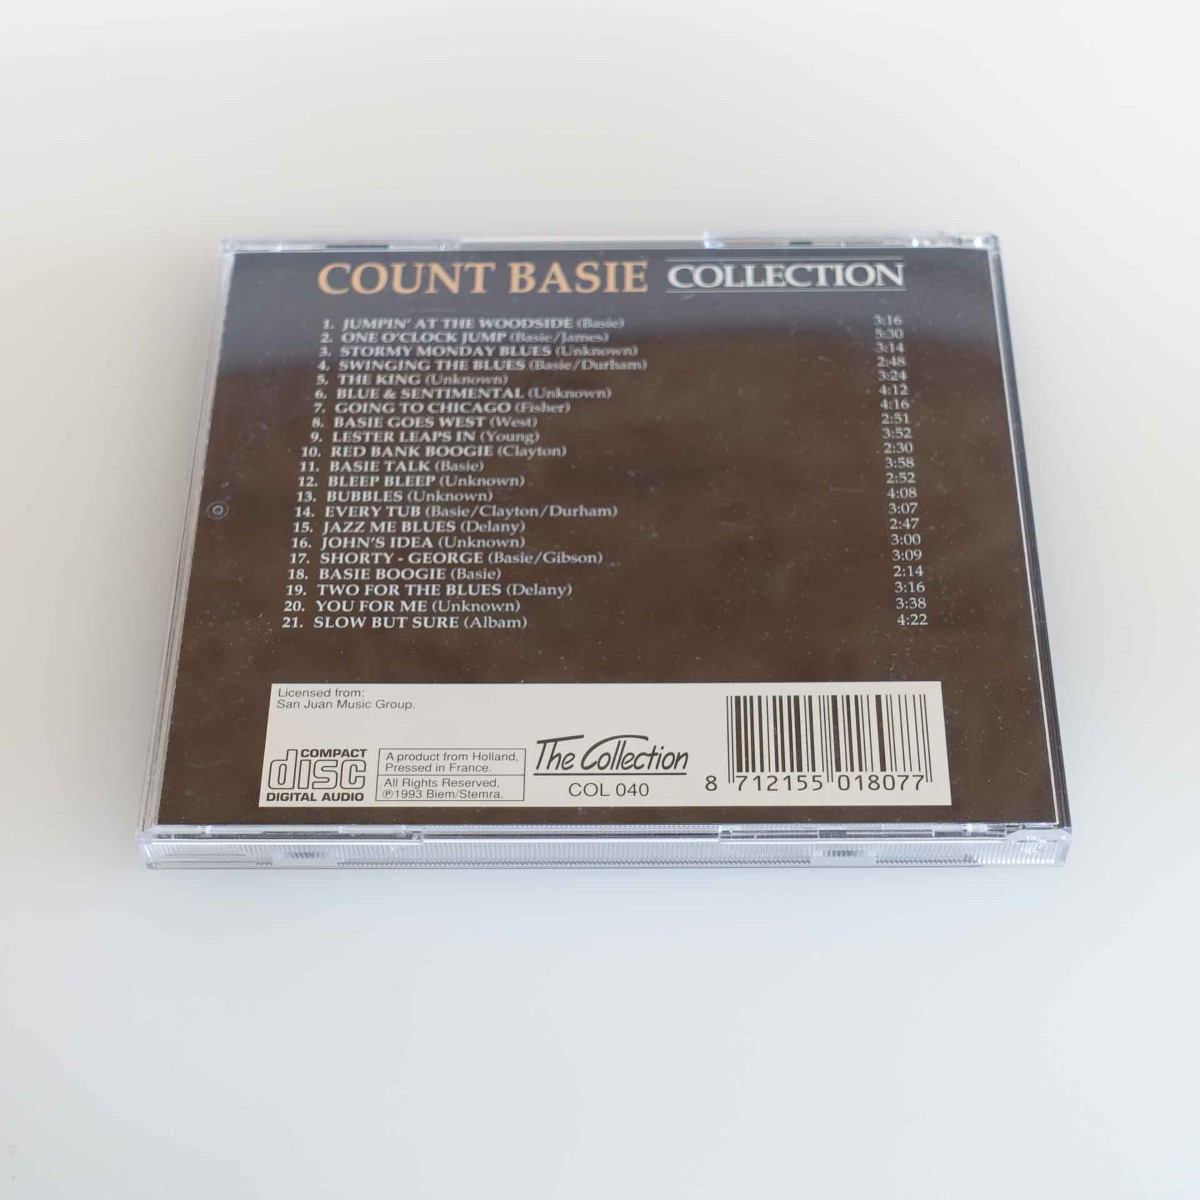 COUNT BASIE COLLECTION
1. JUMPIN' AT THE WOODSIDE (Basie) 3:16
2. ONE O'CLOCK JUMP (Basie/James) 5:30
3. STORMY MONDAY BLUES (Unknown) 3:14
4. SWINGING THE BLUES (Basie/Durham) 2:48
5. THE KING (Unknown) 3:24
6. BLUE & SENTIMENTAL (Unknown) 4:12
7. GOING TO CHICAGO (Fisher) 4:16
8. BASIE GOES WEST (West) 2:51
9. LESTER LEAPS IN (Young) 3:52
10. RED BANK BOOGIE (Clayton) 2:30
11. BASIE TALK (Basie) 3:58
12. BLEEP BLEEP (Unknown) 2:52
13. BUBBLES (Unknown) 4:08
14. EVERY TUB (Basie/Clayton/Durham) 3:07
15. JAZZ ME BLUES (Delany) 2:47
16. JOHN'S IDEA (Unknown) 3:00
17. SHORTY - GEORGE (Basie/Gibson) 3:09
18. BASIE BOOGIE (Basie) 2:14
19. TWO FOR THE BLUES (Delany) 3:16
20. YOU FOR ME (Unknown) 3:38
21. SLOW BUT SURE (Albam) 4:22
Licensed from:
San Juan Music Group.
COMPACT
disc
DIGITAL AUDIO
A product from Holland,
Pressed in France.
All Rights Reserved,
℗1993 Biem/Stemra.
The Collection
COL 040
8 712155 018077